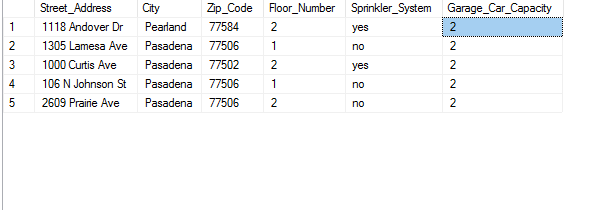 Street_Address City Zip_Code Floor_Number Sprinkler_System Garage_Car_Capacity
1 1118 Andover Dr Pearland 77584 2 yes 2
2 1305 Lamesa Ave Pasadena 77506 1 no 2
3 1000 Curtis Ave Pasadena 77502 2 yes 2
4 106 N Johnson St Pasadena 77506 1 no 2
5 2609 Prairie Ave Pasadena 77506 2 no 2